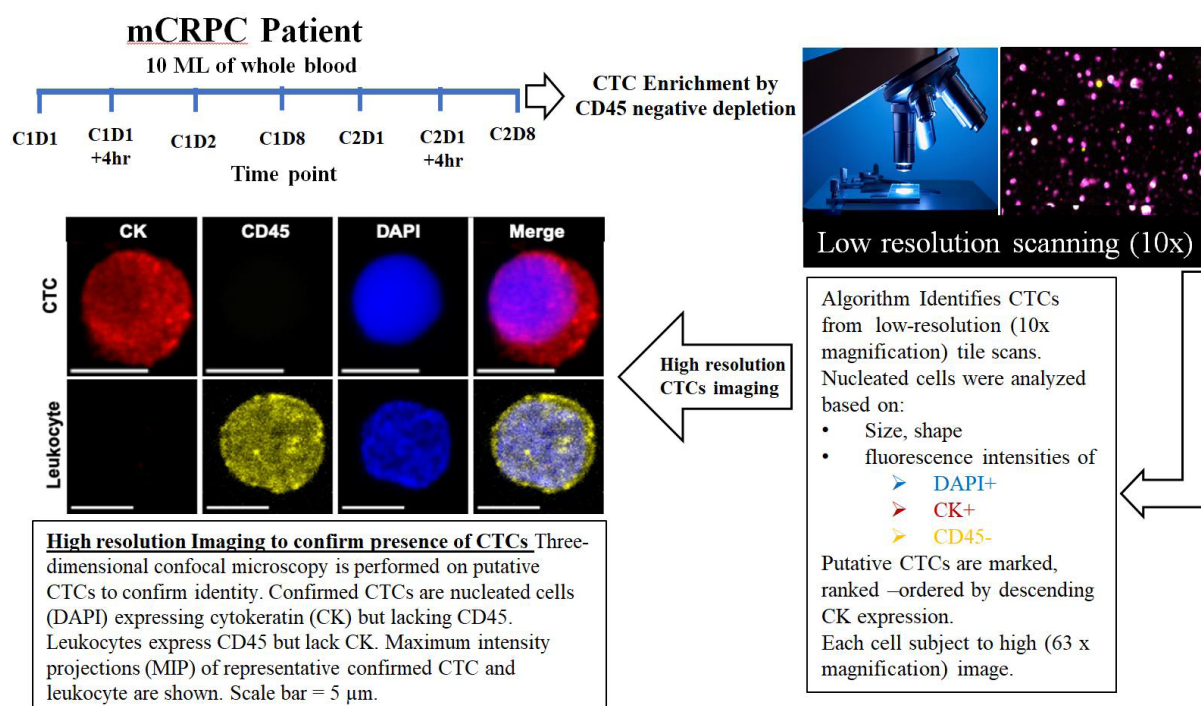 mCRPC Patient
10 ML of whole blood
C1D1
C1D1
+4hr
C1D2
C1D8
C2D1
C2D1
+4hr
C2D8
Time point
CTC Enrichment by
CD45 negative depletion
Low resolution scanning (10x)
Algorithm Identifies CTCs
from low-resolution (10x
magnification) tile scans.
Nucleated cells were analyzed
based on:
• Size, shape
• fluorescence intensities of
➢ DAPI+
➢ CK+
➢ CD45-
Putative CTCs are marked,
ranked –ordered by descending
CK expression.
Each cell subject to high (63 x
magnification) image.
High resolution
CTCs imaging
CK
CD45
DAPI
Merge
CTC
Leukocyte
High resolution Imaging to confirm presence of CTCs Three-
dimensional confocal microscopy is performed on putative
CTCs to confirm identity. Confirmed CTCs are nucleated cells
(DAPI) expressing cytokeratin (CK) but lacking CD45.
Leukocytes express CD45 but lack CK. Maximum intensity
projections (MIP) of representative confirmed CTC and
leukocyte are shown. Scale bar = 5 µm.